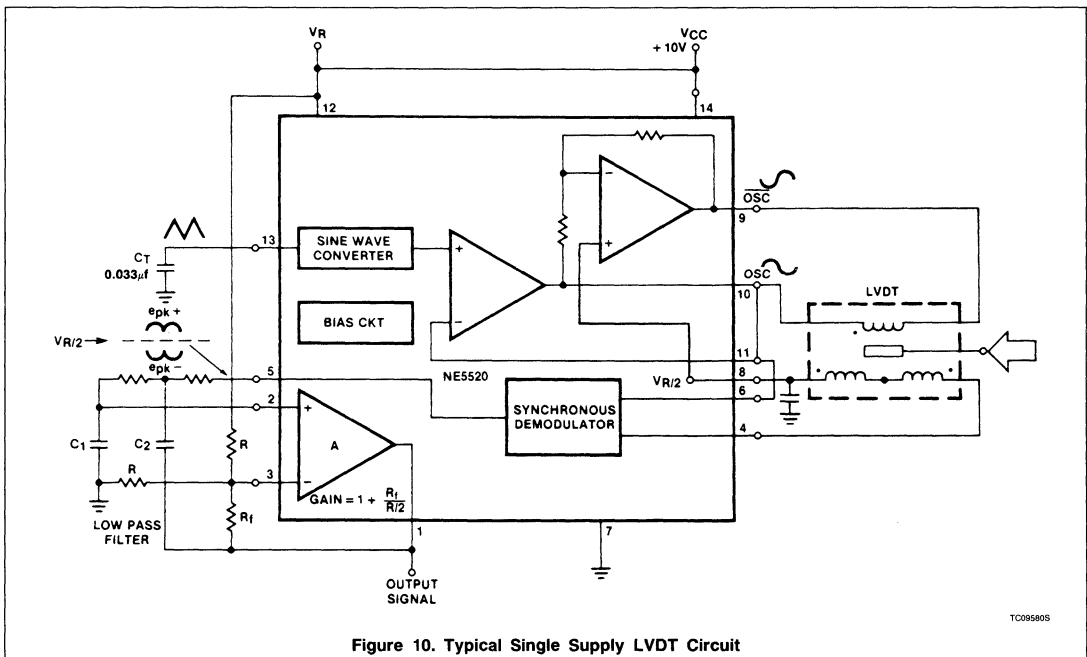 VR
VCC
+10V
12
14
OSC
9
13
SINE WAVE
CONVERTER
+
−
−
+
CT
0.033μf
OSC
10
LVDT
BIAS CKT
epk+
VR/2
epk−
11
5
NE5520
VR/2
8
6
2
SYNCHRONOUS
DEMODULATOR
4
+
C1
C2
R
A
R
3
−
GAIN = 1 + Rf
R/2
LOW PASS
FILTER
Rf
1
7
OUTPUT
SIGNAL
TC09580S
Figure 10. Typical Single Supply LVDT Circuit